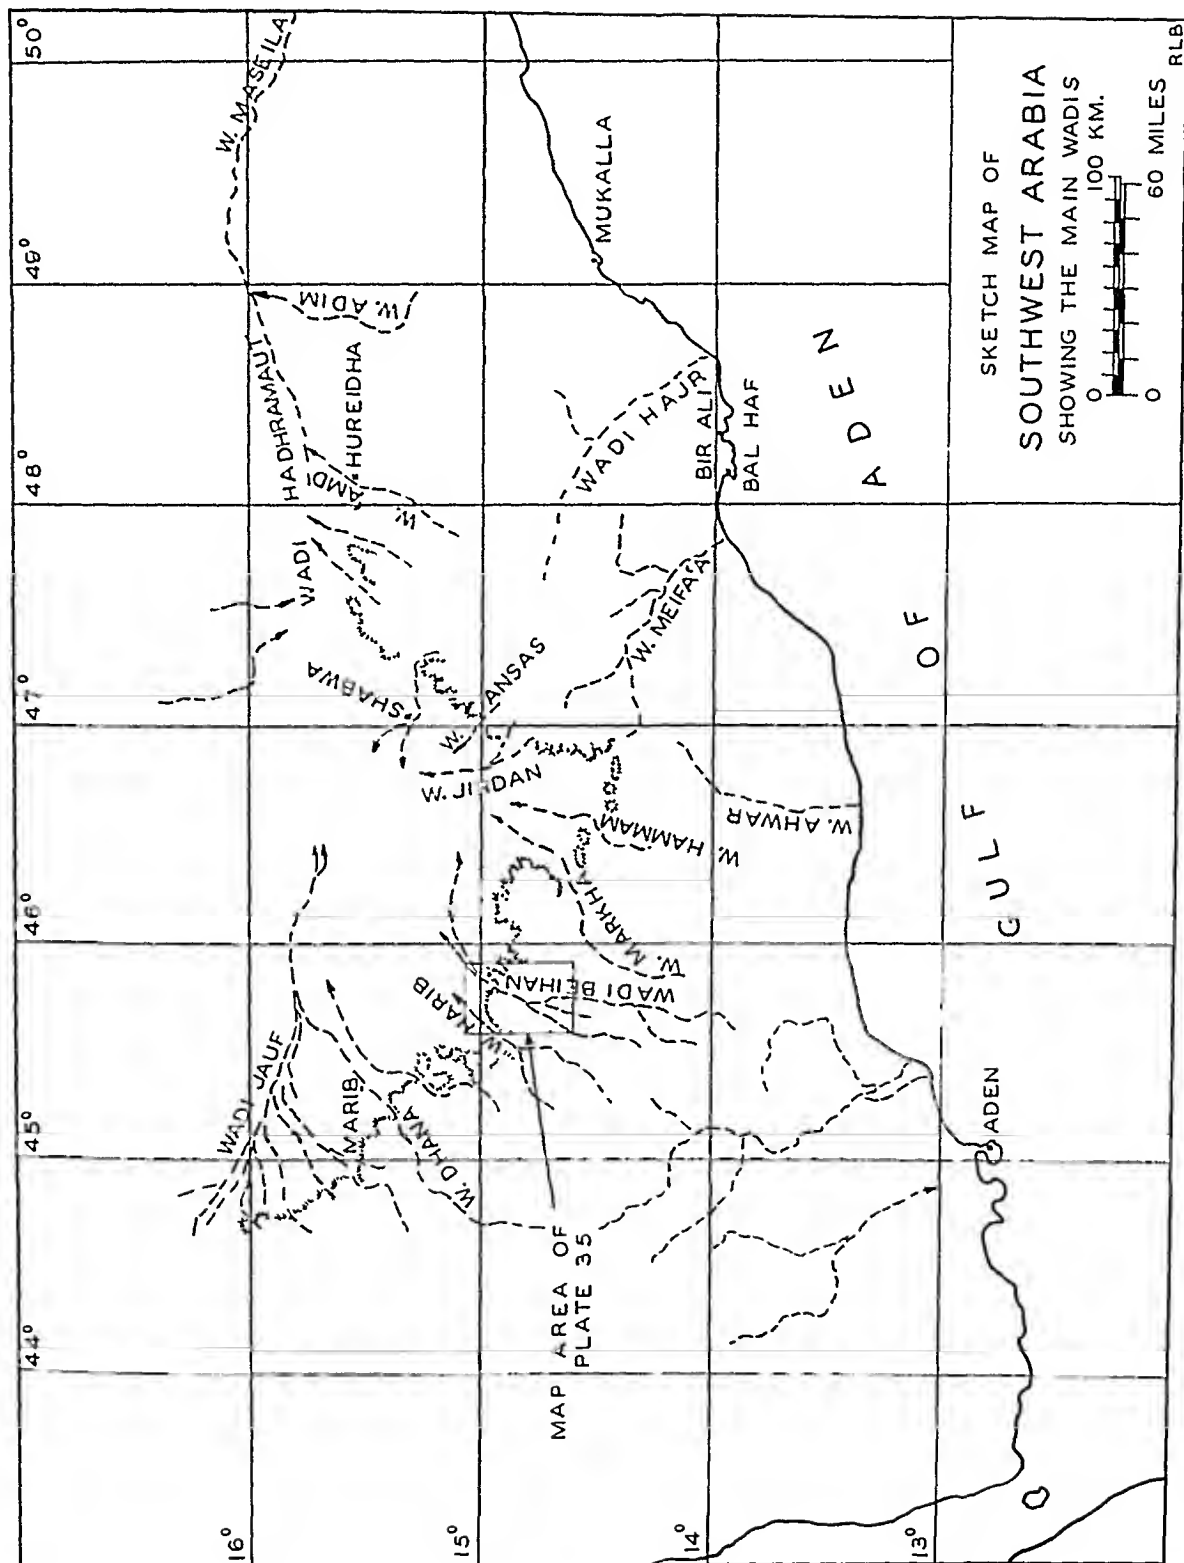 44°
45°
46°
47°
48°
49°
50°
16°
15°
14°
13°
WADI JAUF
MARIB
W. DHANA
W. HARIB
WADI BEIHAN
W. MARKHA
W. HAMMAM
W. JIRDAN
W. ANSAS
SHABWA
WADI
HADHRAMAUT
W. AMD
HUREIDHA
W. ADIM
W. MASEILA
W. MEIFA'A
WADI HAJR
W. AHWAR
MUKALLA
BIR ALI
BAL HAF
ADEN
GULF OF ADEN
MAP AREA OF
PLATE 35
SKETCH MAP OF
SOUTHWEST ARABIA
SHOWING THE MAIN WADIS
0 100 KM.
0 60 MILES
RLB